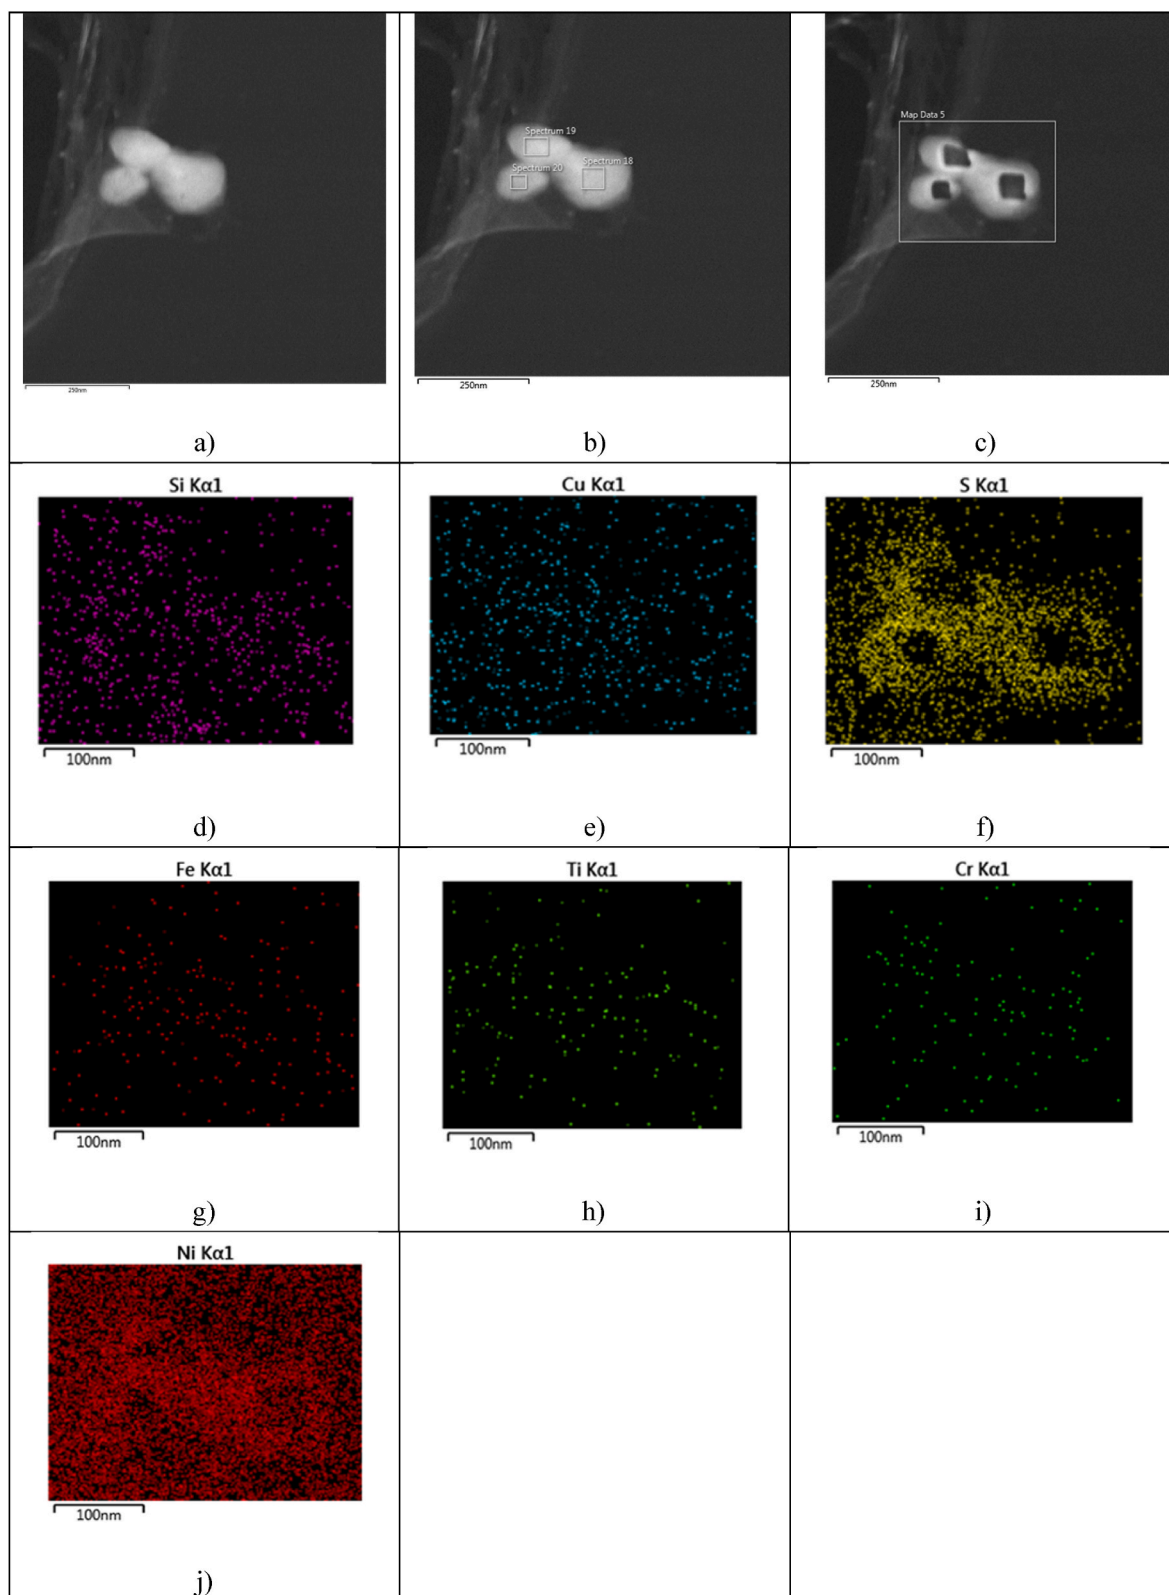 250nm
a)
Spectrum 19
Spectrum 20
Spectrum 18
250nm
b)
Map Data 5
250nm
c)
Si Kα1
100nm
d)
Cu Kα1
100nm
e)
S Kα1
100nm
f)
Fe Kα1
100nm
g)
Ti Kα1
100nm
h)
Cr Kα1
100nm
i)
Ni Kα1
100nm
j)